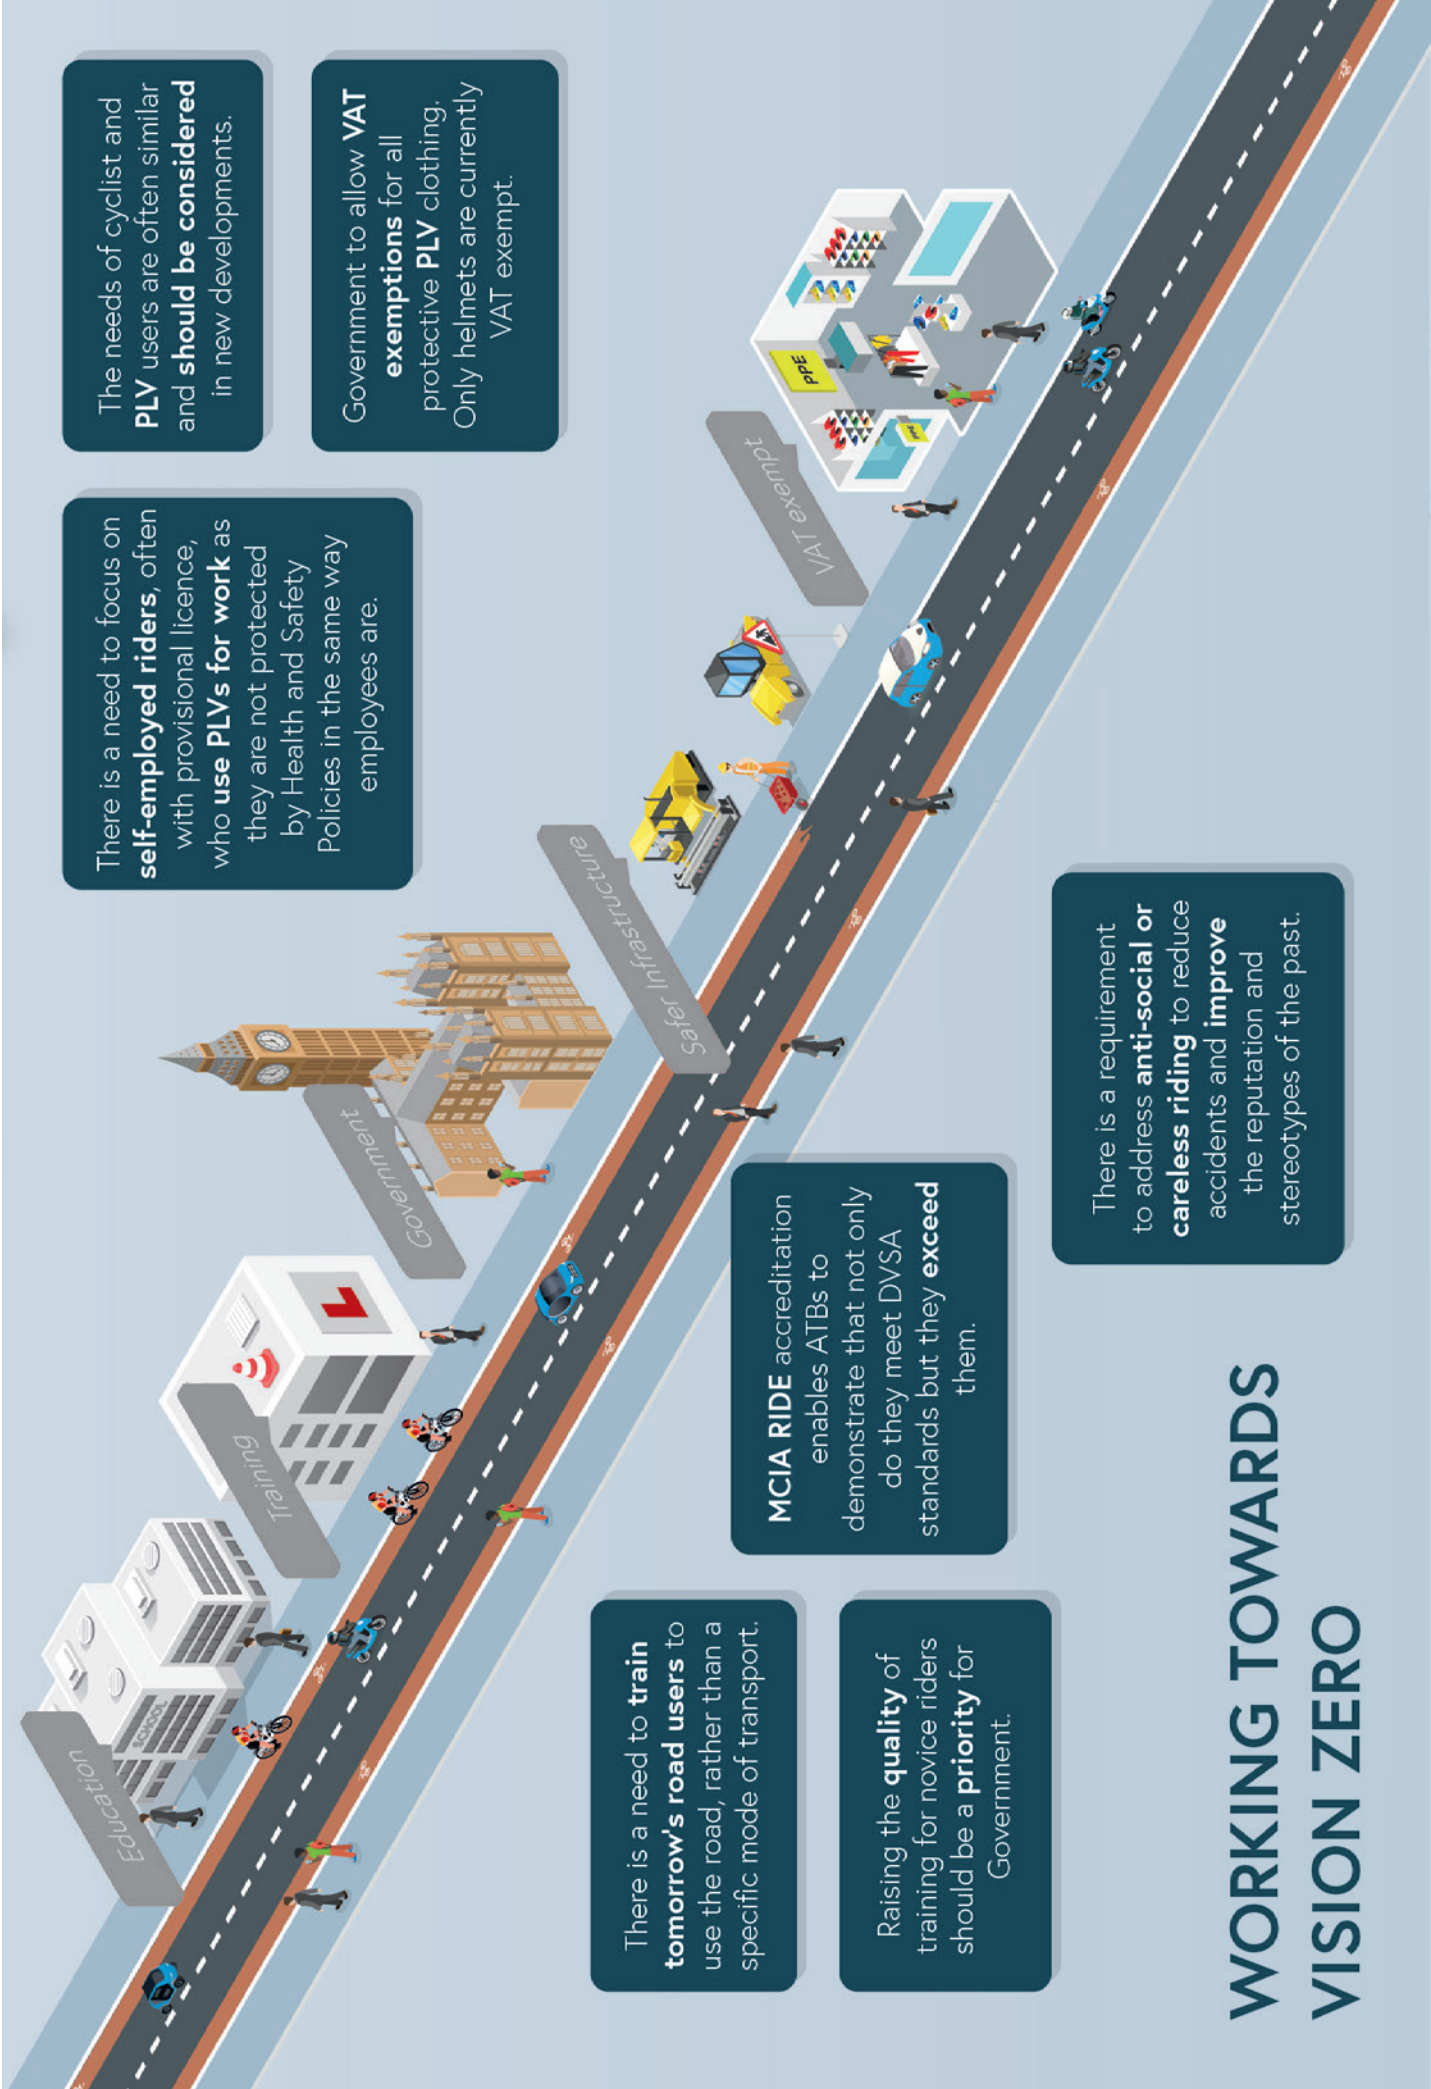 WORKING TOWARDS
VISION ZERO
There is a need to train
tomorrow's road users to
use the road, rather than a
specific mode of transport.
Raising the quality of
training for novice riders
should be a priority for
Government.
MCIA RIDE accreditation
enables ATBs to
demonstrate that not only
do they meet DVSA
standards but they exceed
them.
There is a requirement
to address anti-social or
careless riding to reduce
accidents and improve
the reputation and
stereotypes of the past.
There is a need to focus on
self-employed riders, often
with provisional licence,
who use PLVs for work as
they are not protected
by Health and Safety
Policies in the same way
employees are.
The needs of cyclist and
PLV users are often similar
and should be considered
in new developments.
Government to allow VAT
exemptions for all
protective PLV clothing.
Only helmets are currently
VAT exempt.
Education
SCHOOL
Training
L
Government
Safer Infrastructure
VAT exempt
PPE
PPE